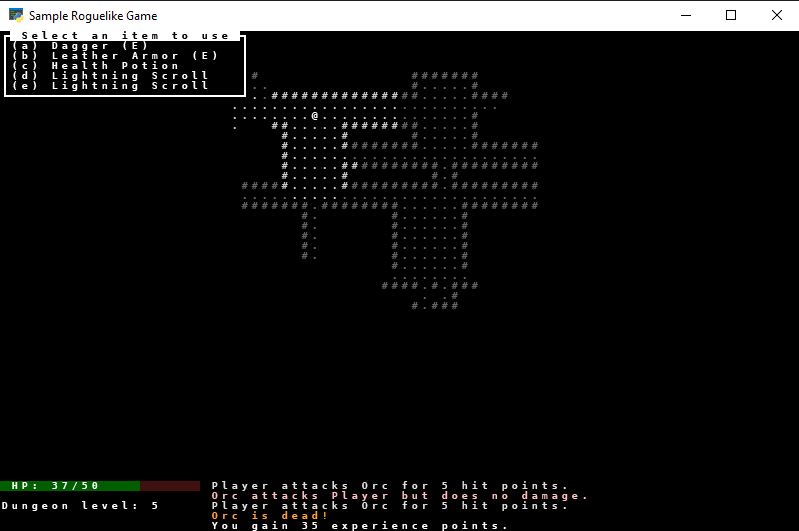 Sample Roguelike Game
Select an item to use
(a) Dagger (E)
(b) Leather Armor (E)
(c) Health Potion
(d) Lightning Scroll
(e) Lightning Scroll
@
HP: 37/50
Dungeon level: 5
Player attacks Orc for 5 hit points.
Orc attacks Player but does no damage.
Player attacks Orc for 5 hit points.
Orc is dead!
You gain 35 experience points.